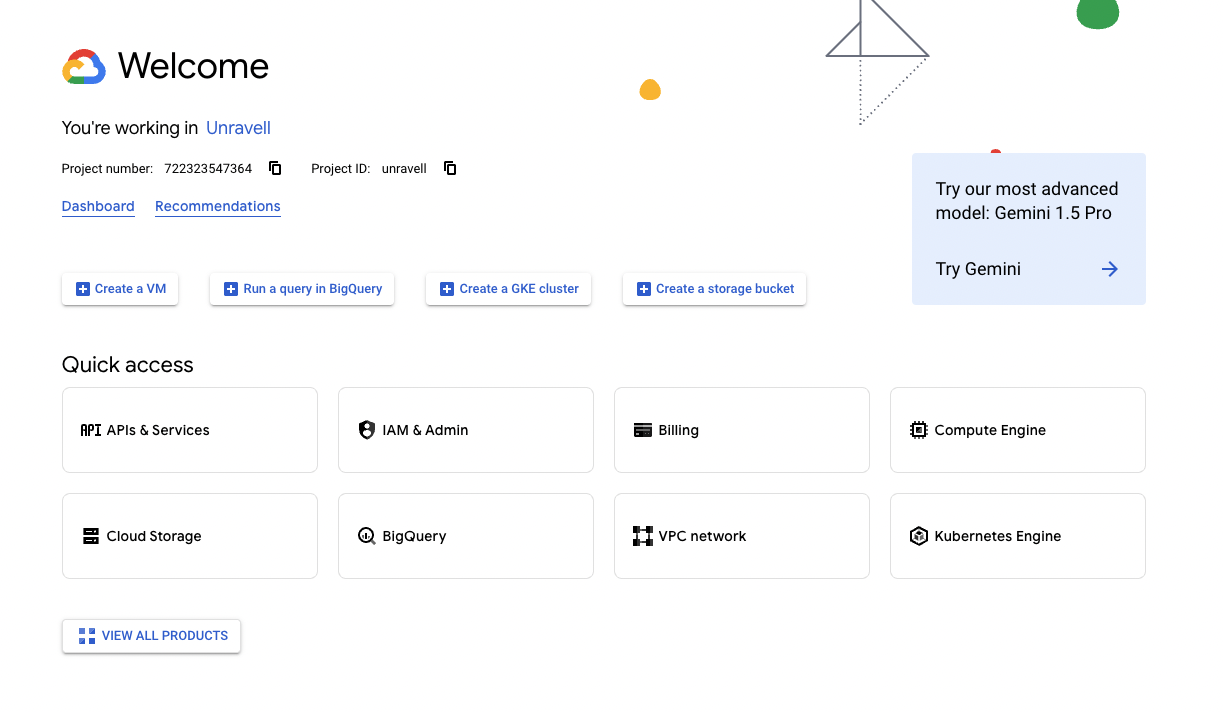 Welcome
You're working in Unravell
Project number: 722323547364 Project ID: unravell
Dashboard Recommendations
Try our most advanced
model: Gemini 1.5 Pro
Try Gemini
Create a VM Run a query in BigQuery Create a GKE cluster Create a storage bucket
Quick access
API APIs & Services IAM & Admin Billing Compute Engine
Cloud Storage BigQuery VPC network Kubernetes Engine
VIEW ALL PRODUCTS